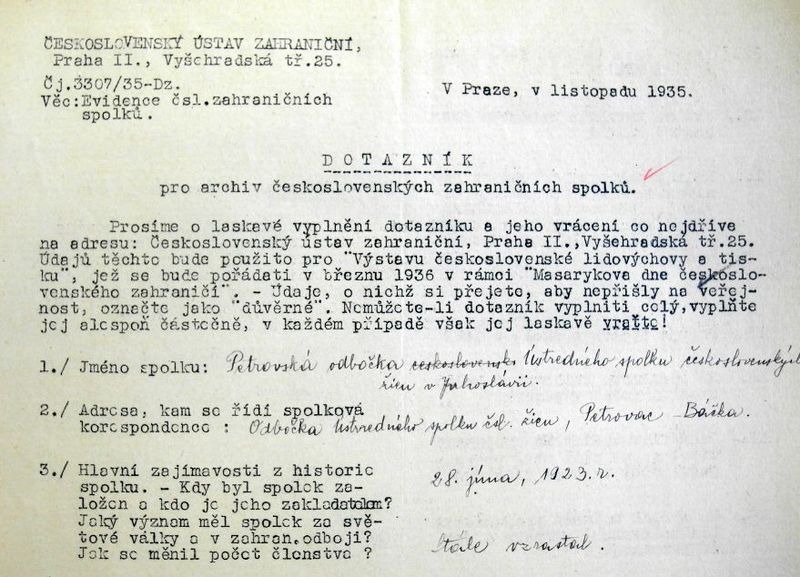 ČESKOSLOVENSKÝ ÚSTAV ZAHRANIČNÍ,
Praha II., Vyšehradská tř.25.
Čj.3307/35-Dz.
Věc:Evidence čsl.zahraničních
spolků.
V Praze, v listopadu 1935.
D O T A Z N Í K
pro archiv československých zahraničních spolků.
Prosíme o laskavé vyplnění dotazníku a jeho vrácení co nejdříve
na adresu: Československý ústav zahraniční, Praha II.,Vyšehradská tř.25.
Údajů těchto bude použito pro "Výstavu československé lidovýchovy a tis-
ku", jež se bude pořádati v březnu 1936 v rámci "Masarykova dne českoslo-
venského zahraničí". - Údaje, o nichž si přejete, aby nepřišly na veřej-
nost, označte jako "důvěrné". Nemůžete-li dotazník vyplniti celý,vyplňte
jej alespoň částečně, v každém případě však jej laskavě vraťte!
1./ Jméno spolku: Petrovská odbočka československ Ústredného spolku československých
žien v Juhoslávii.
2./ Adresa, kam se řídí spolková
korespondence : Odbočka Ústredného spolku čsl. žien, Petrovac - Báčka.
3./ Hlavní zajímavosti z historie
spolku. - Kdy byl spolek za-
ložen a kdo je jeho zakladatelem?
28. júna, 1923. r.
Jaký význam měl spolek za svě-
tové války a v zahran.odboji?
Jak se měnil počet členstva ?
Stále vzrastal.